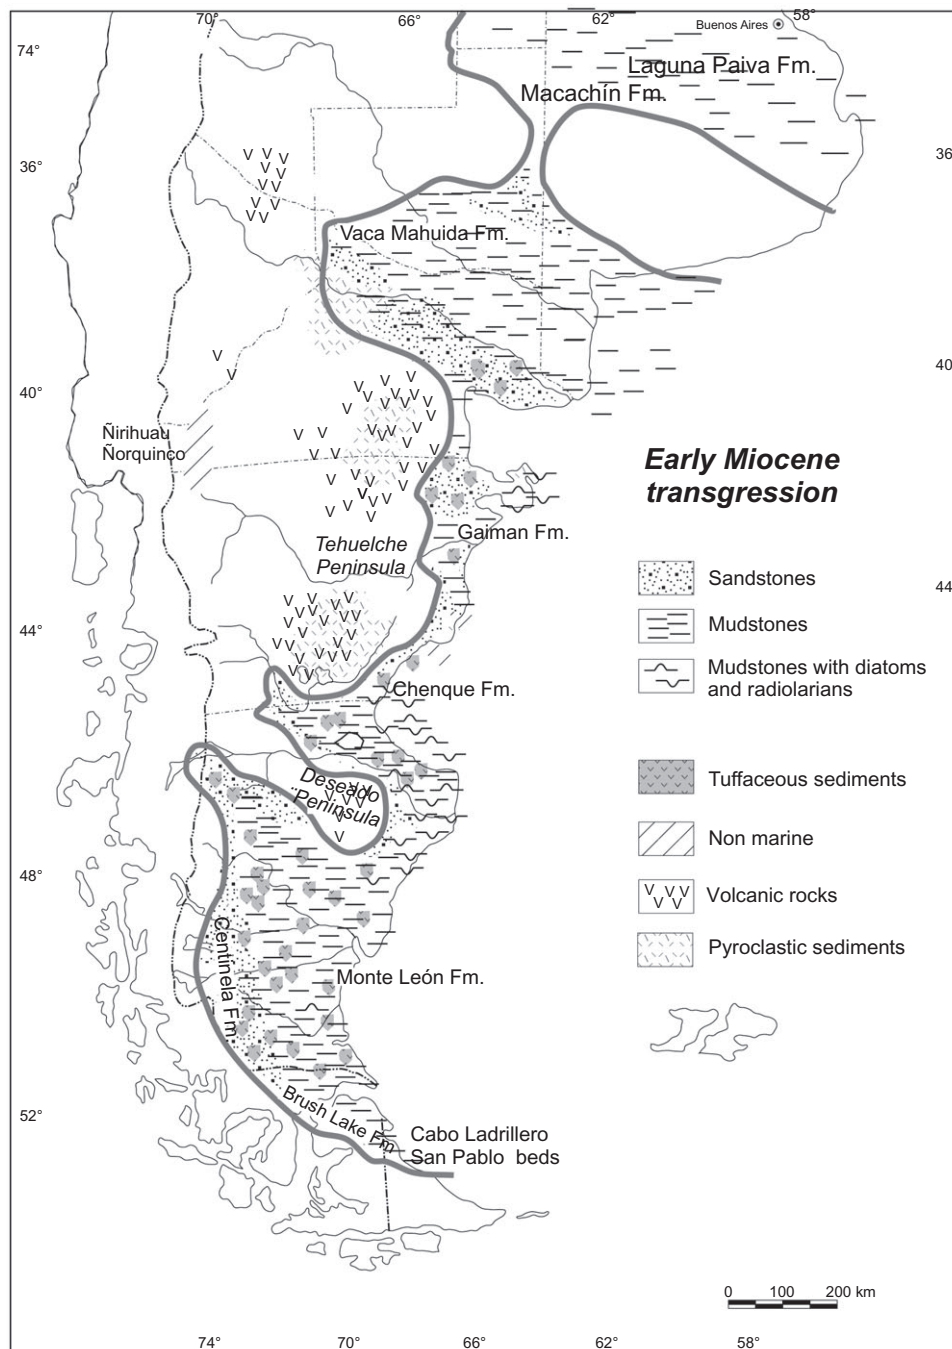 70°
66°
62°
58°
Buenos Aires
74°
Laguna Paiva Fm.
Macachín Fm.
36°
36
Vaca Mahuida Fm.
40°
40
Ñirihuau
Ñorquinco
Early Miocene
transgression
Gaiman Fm.
Tehuelche
Peninsula
Sandstones
44
44°
Mudstones
Mudstones with diatoms
and radiolarians
Chenque Fm.
Deseado
Peninsula
Tuffaceous sediments
Non marine
48°
Volcanic rocks
Centinela Fm.
Pyroclastic sediments
Monte León Fm.
52°
Brush Lake Fm
Cabo Ladrillero
San Pablo beds
0 100 200 km
74°
70°
66°
62°
58°